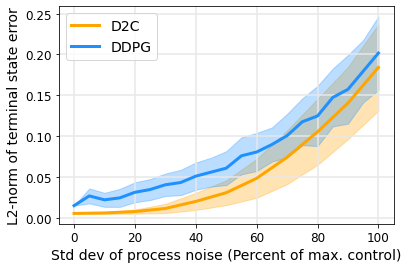 L2-norm of terminal state error
0.25
0.20
0.15
0.10
0.05
0.00
D2C
DDPG
0 20 40 60 80 100
Std dev of process noise (Percent of max. control)